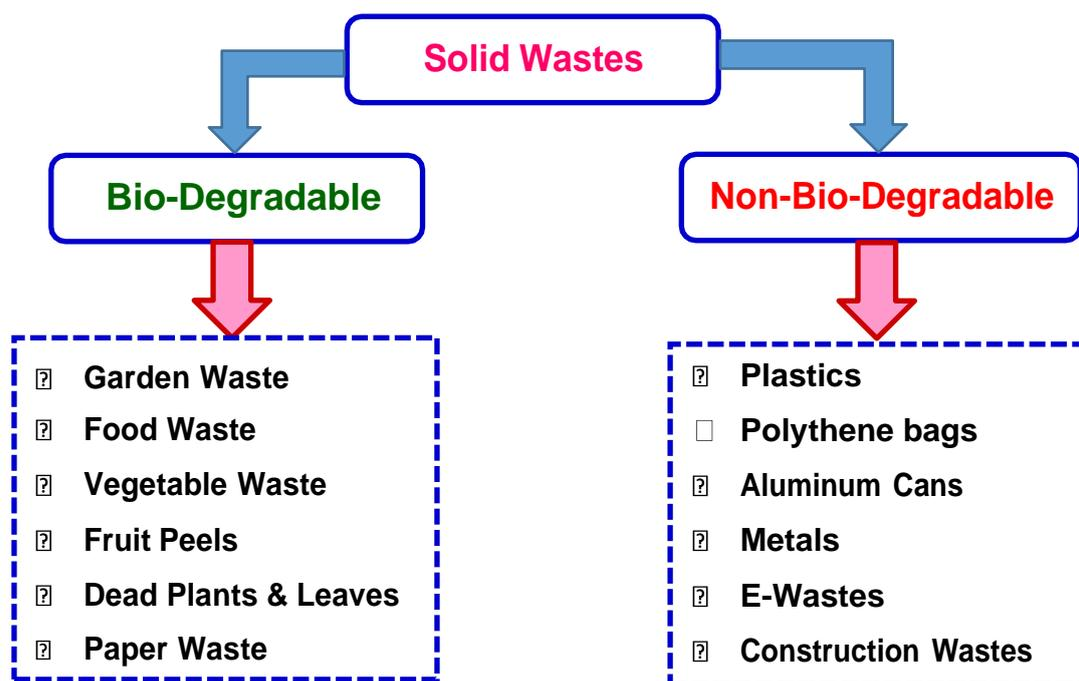 Solid Wastes
Bio-Degradable
Non-Bio-Degradable
Garden Waste
Food Waste
Vegetable Waste
Fruit Peels
Dead Plants & Leaves
Paper Waste
Plastics
Polythene bags
Aluminum Cans
Metals
E-Wastes
Construction Wastes